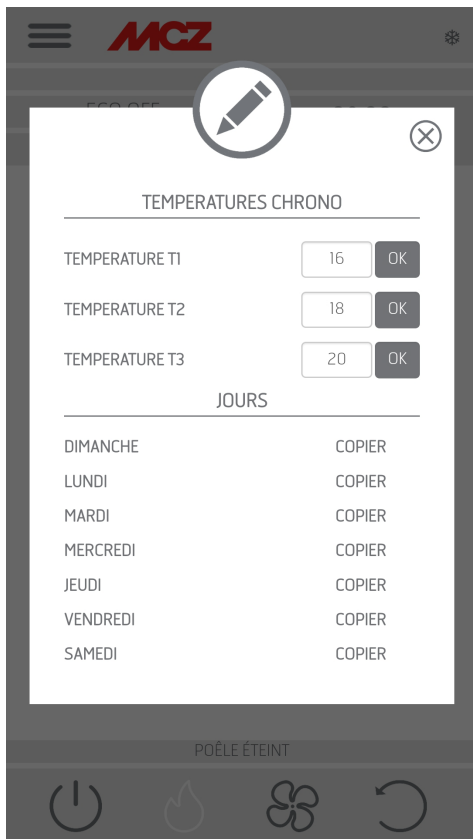 MCZ
TEMPERATURES CHRONO
TEMPERATURE T1 16 OK
TEMPERATURE T2 18 OK
TEMPERATURE T3 20 OK
JOURS
DIMANCHE COPIER
LUNDI COPIER
MARDI COPIER
MERCREDI COPIER
JEUDI COPIER
VENDREDI COPIER
SAMEDI COPIER
POÊLE ÉTEINT